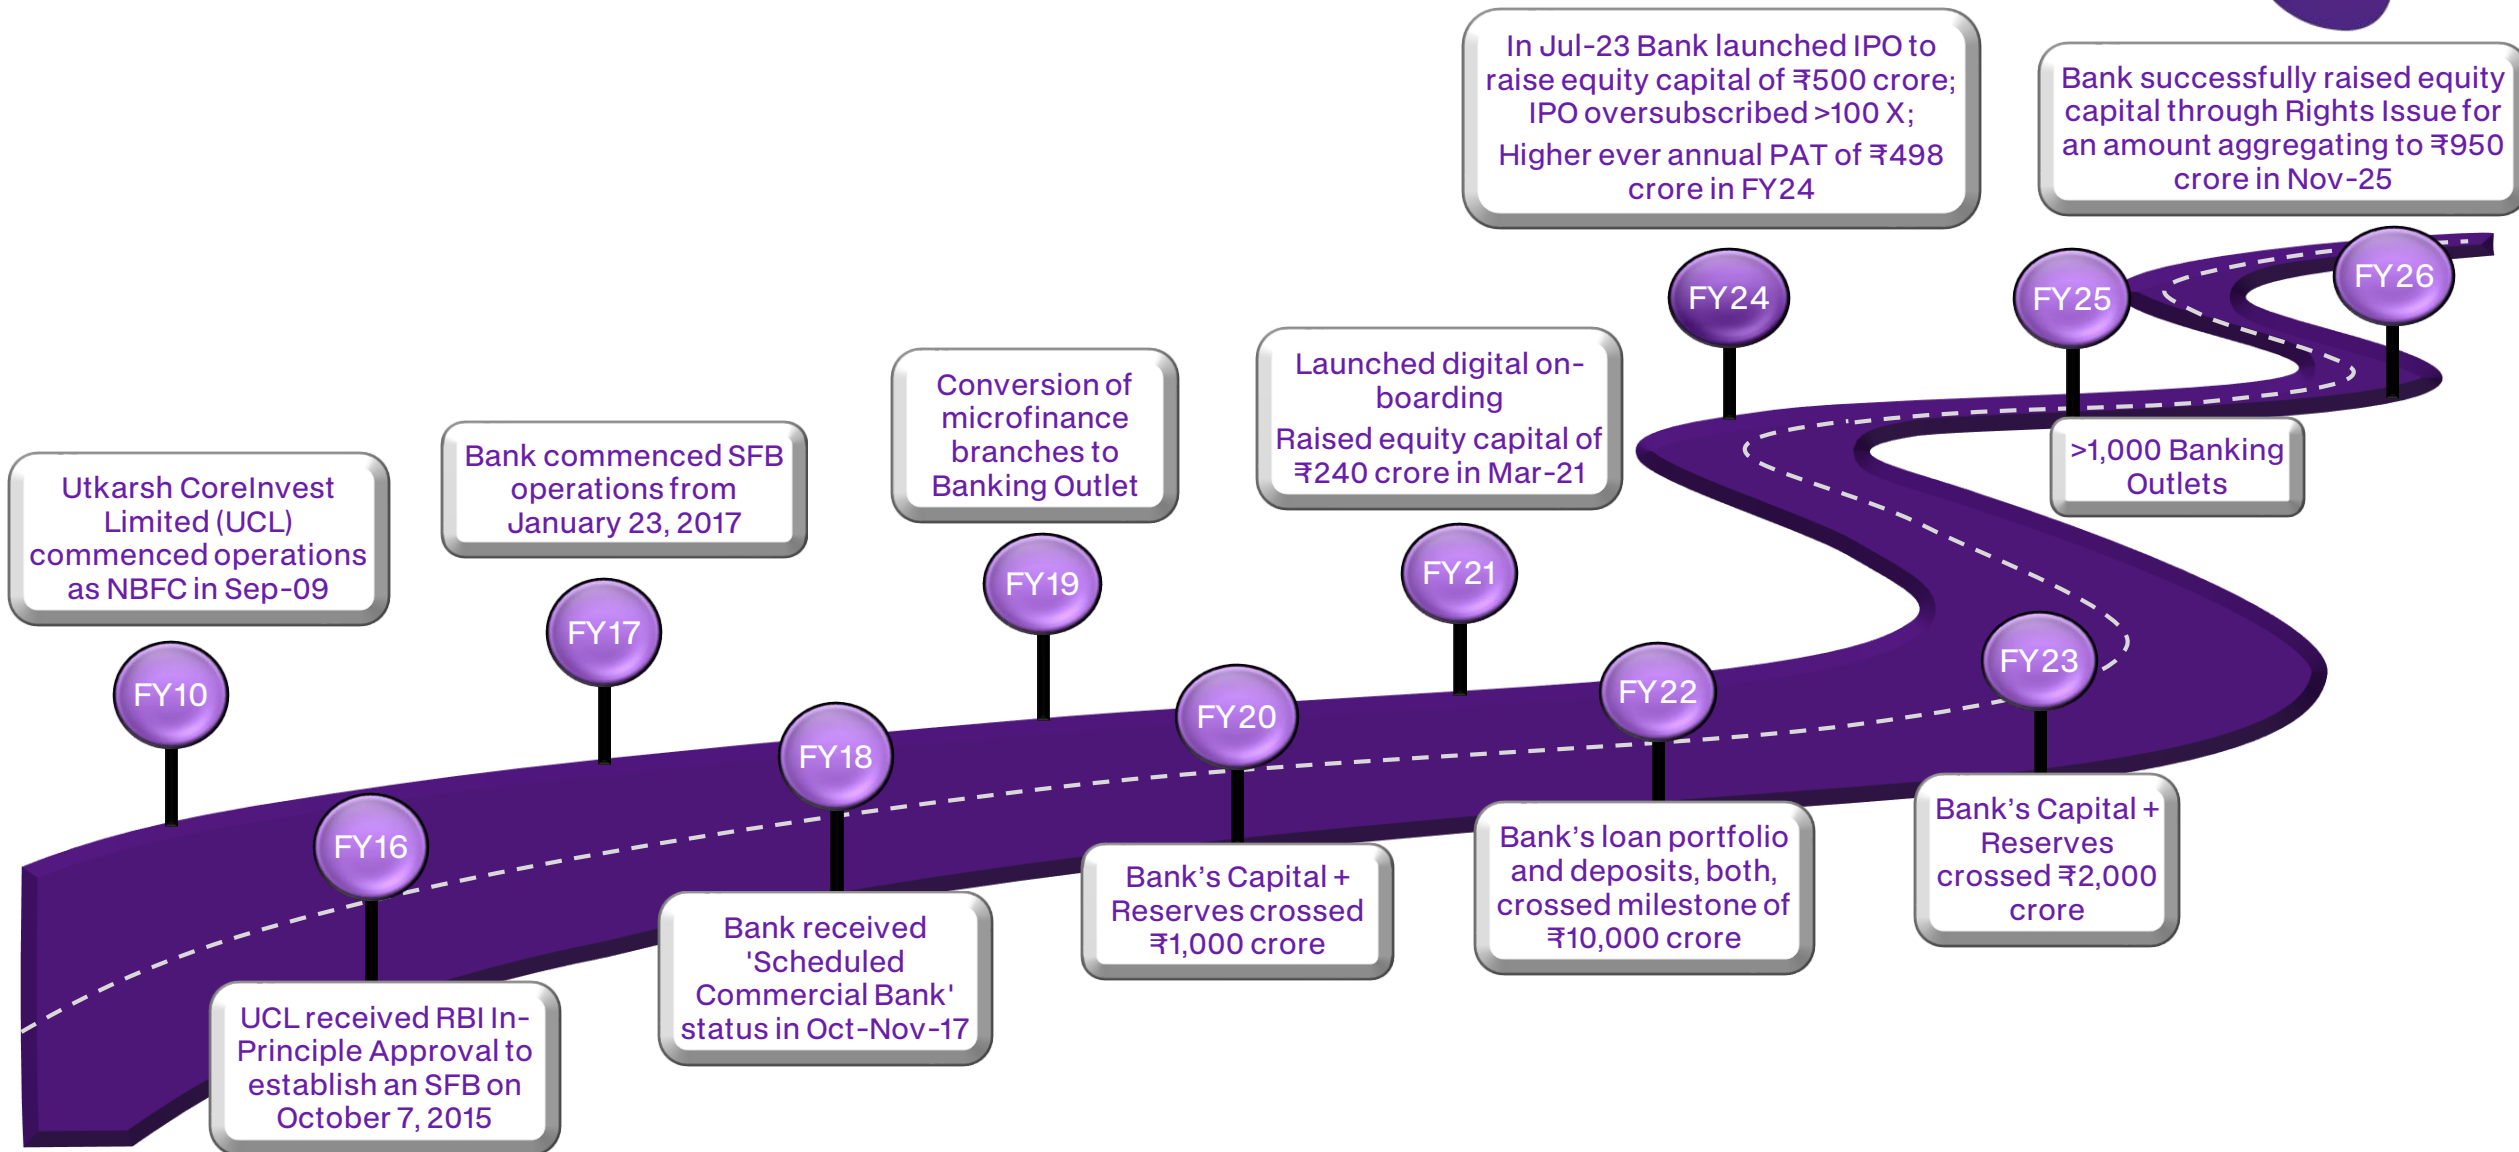 Utkarsh CoreInvest
Limited (UCL)
commenced operations
as NBFC in Sep-09
FY10
UCL received RBI In-
Principle Approval to
establish an SFB on
October 7, 2015
FY16
Bank commenced SFB
operations from
January 23, 2017
FY17
Bank received
'Scheduled
Commercial Bank'
status in Oct-Nov-17
FY18
Conversion of
microfinance
branches to
Banking Outlet
FY19
Bank’s Capital +
Reserves crossed
₹1,000 crore
FY20
Launched digital on-
boarding
Raised equity capital of
₹240 crore in Mar-21
FY21
Bank’s loan portfolio
and deposits, both,
crossed milestone of
₹10,000 crore
FY22
Bank’s Capital +
Reserves
crossed ₹2,000
crore
FY23
In Jul-23 Bank launched IPO to
raise equity capital of ₹500 crore;
IPO oversubscribed >100 X;
Higher ever annual PAT of ₹498
crore in FY24
FY24
FY25
>1,000 Banking
Outlets
Bank successfully raised equity
capital through Rights Issue for
an amount aggregating to ₹950
crore in Nov-25
FY26